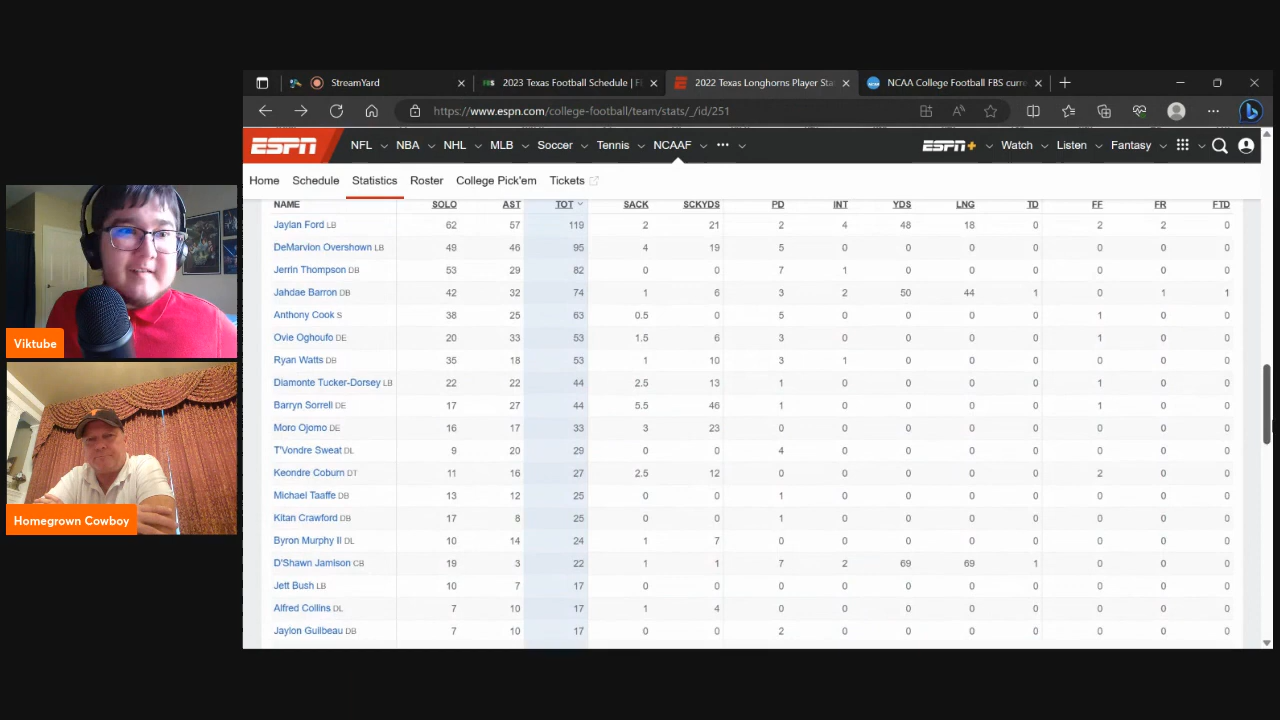 StreamYard
2023 Texas Football Schedule | F
2022 Texas Longhorns Player Sta
NCAA College Football FBS curre
https://www.espn.com/college-football/team/stats/_/id/251
ESPN NFL NBA NHL MLB Soccer Tennis NCAAF ESPN+ Watch Listen Fantasy
Home Schedule Statistics Roster College Pick'em Tickets
NAME SOLO AST TOT SACK SCKYDS PD INT YDS LNG TD FF FR FTD
Jaylan Ford LB 62 57 119 2 21 2 4 48 18 0 2 2 0
DeMarvion Overshown LB 49 46 95 4 19 5 0 0 0 0 0 0 0
Jerrin Thompson DB 53 29 82 0 0 7 1 0 0 0 0 0 0
Jahdae Barron DB 42 32 74 1 6 3 2 50 44 1 0 1 1
Anthony Cook S 38 25 63 0.5 0 5 0 0 0 0 1 0 0
Ovie Oghoufo DE 20 33 53 1.5 6 3 0 0 0 0 1 0 0
Ryan Watts DB 35 18 53 1 10 3 1 0 0 0 0 0 0
Diamonte Tucker-Dorsey LB 22 22 44 2.5 13 1 0 0 0 0 1 0 0
Barryn Sorrell DE 17 27 44 5.5 46 1 0 0 0 0 1 0 0
Moro Ojomo DE 16 17 33 3 23 0 0 0 0 0 0 0 0
T'Vondre Sweat DL 9 20 29 0 0 4 0 0 0 0 0 0 0
Keondre Coburn DT 11 16 27 2.5 12 0 0 0 0 0 2 0 0
Michael Taaffe DB 13 12 25 0 0 1 0 0 0 0 0 0 0
Kitan Crawford DB 17 8 25 0 0 1 0 0 0 0 0 0 0
Byron Murphy II DL 10 14 24 1 7 0 0 0 0 0 0 0 0
D'Shawn Jamison CB 19 3 22 1 1 7 2 69 69 1 0 0 0
Jett Bush LB 10 7 17 0 0 0 0 0 0 0 0 0 0
Alfred Collins DL 7 10 17 1 4 0 0 0 0 0 0 0 0
Jaylon Guilbeau DB 7 10 17 0 0 2 0 0 0 0 0 0 0
Viktube
Homegrown Cowboy